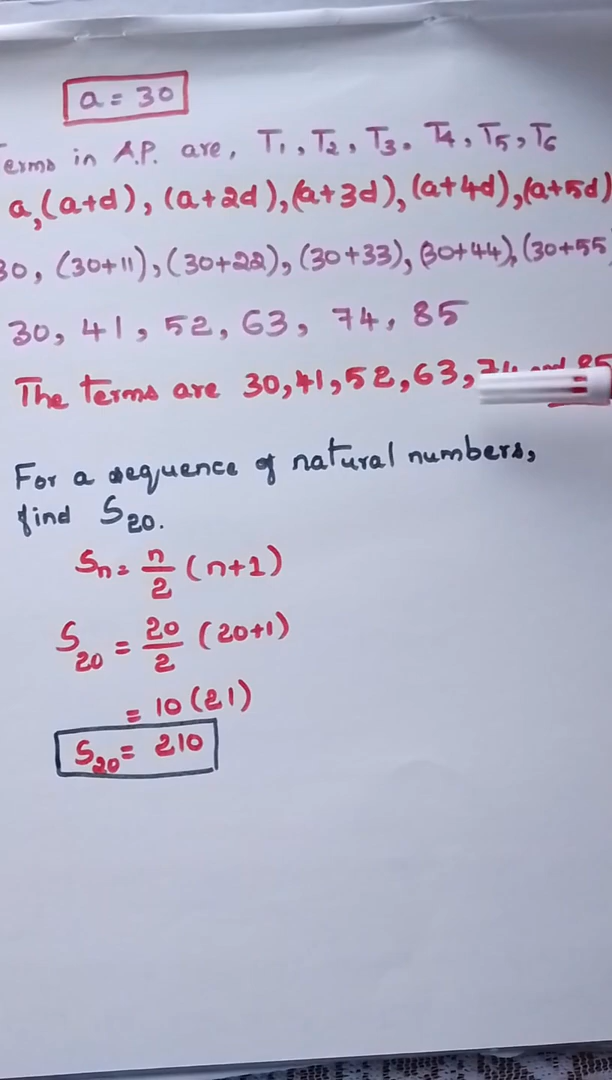 a = 30
Terms in A.P. are, T1, T2, T3, T4, T5, T6
a, (a+d), (a+2d), (a+3d), (a+4d), (a+5d)
30, (30+11), (30+22), (30+33), (30+44), (30+55
30, 41, 52, 63, 74, 85
The terms are 30, 41, 52, 63, 74 and 85
For a sequence of natural numbers,
find S20.
Sn = n/2 (n+1)
S20 = 20/2 (20+1)
= 10 (21)
S20 = 210